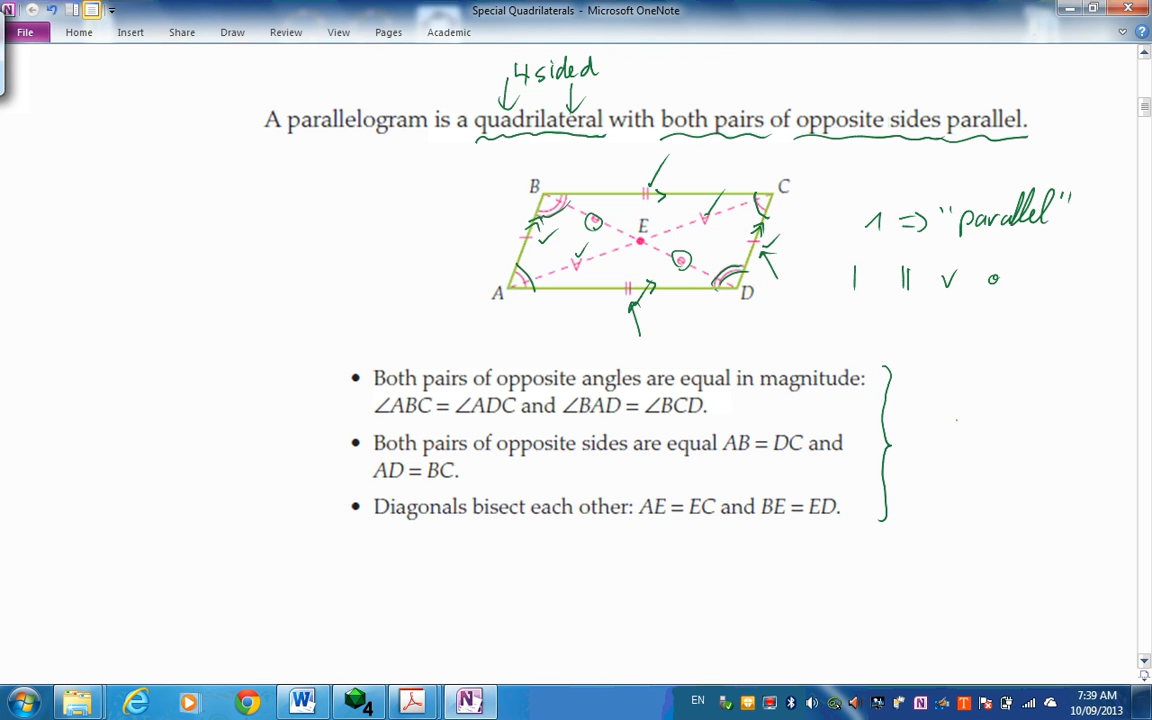 Special Quadrilaterals - Microsoft OneNote
File Home Insert Share Draw Review View Pages Academic
4 sided
A parallelogram is a quadrilateral with both pairs of opposite sides parallel.
B
C
E
A
D
1 => "parallel"
| || v o
• Both pairs of opposite angles are equal in magnitude:
∠ABC = ∠ADC and ∠BAD = ∠BCD.
• Both pairs of opposite sides are equal AB = DC and
AD = BC.
• Diagonals bisect each other: AE = EC and BE = ED.
EN
7:39 AM
10/09/2013